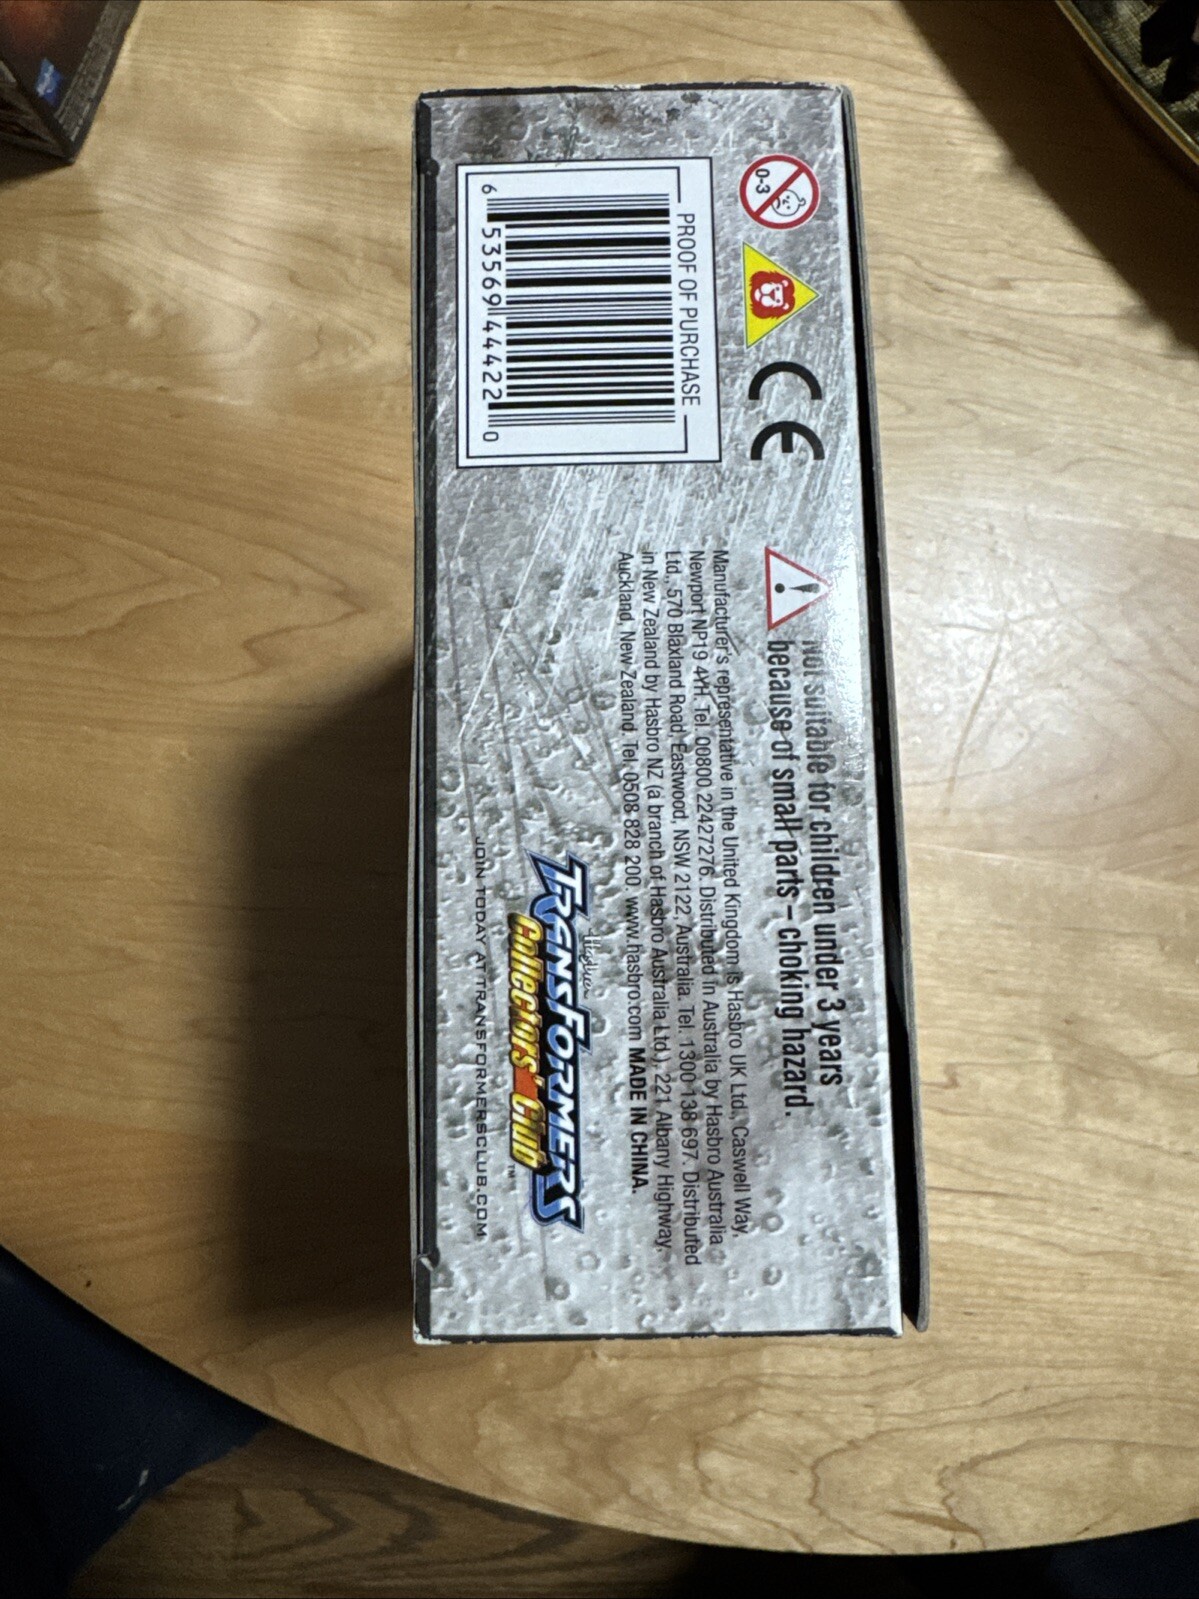 0-3
CE
PROOF OF PURCHASE
6 53569 44422 0
Not suitable for children under 3 years
because of small parts – choking hazard.
Manufacturer's representative in the United Kingdom is Hasbro UK Ltd., Caswell Way,
Newport NP19 4YH. Tel. 00800 22427276. Distributed in Australia by Hasbro Australia
Ltd., 570 Blaxland Road, Eastwood, NSW 2122, Australia. Tel. 1300 138 697. Distributed
in New Zealand by Hasbro NZ (a branch of Hasbro Australia Ltd.), 221 Albany Highway,
Auckland, New Zealand. Tel. 0508 828 200. www.hasbro.com MADE IN CHINA.
TRANSFORMERS
Collectors' Club™
JOIN TODAY AT TRANSFORMERSCLUB.COM